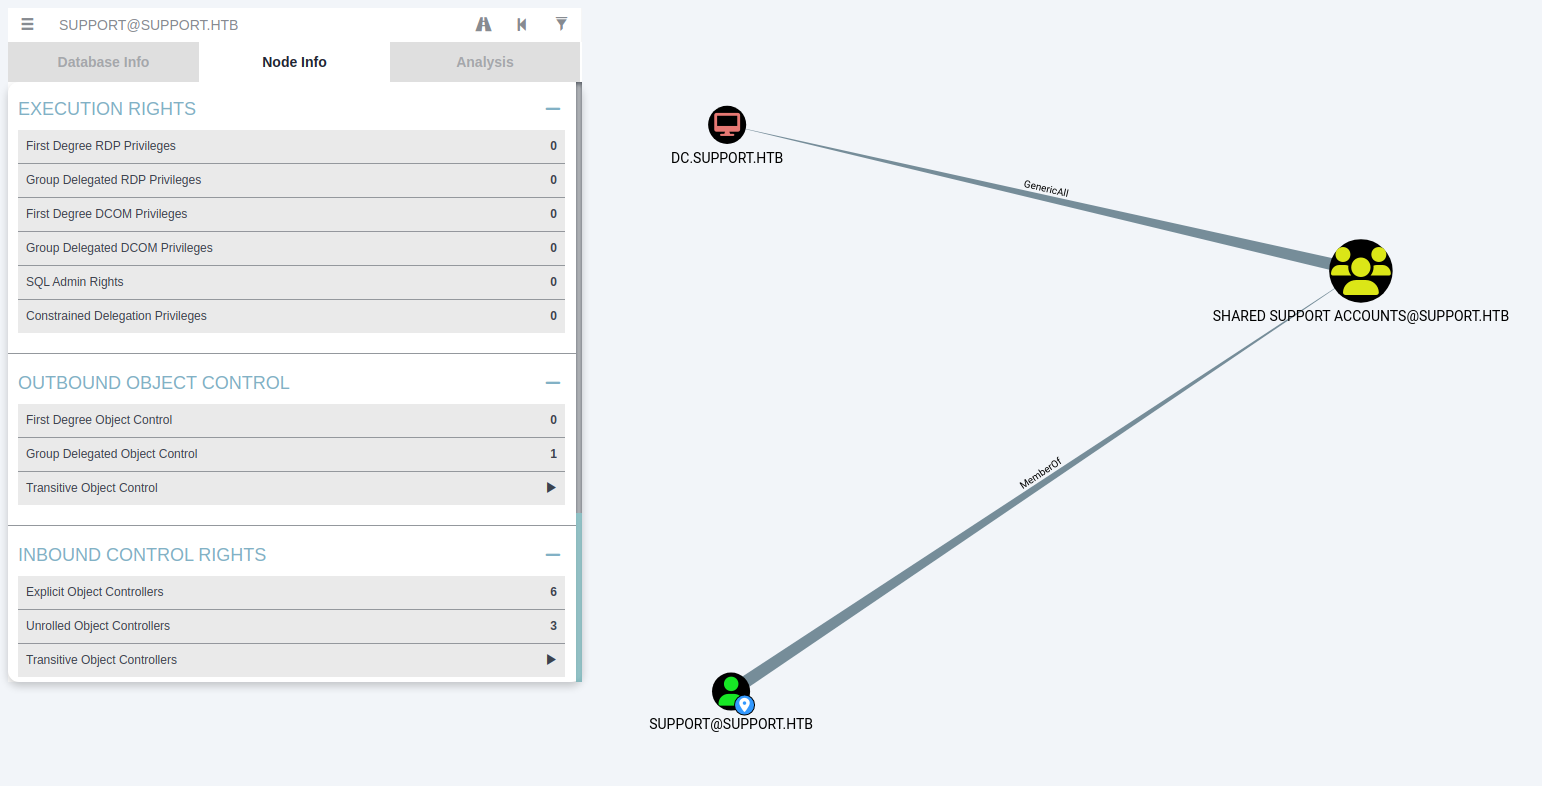 SUPPORT@SUPPORT.HTB
Database Info
Node Info
Analysis
EXECUTION RIGHTS
First Degree RDP Privileges 0
Group Delegated RDP Privileges 0
First Degree DCOM Privileges 0
Group Delegated DCOM Privileges 0
SQL Admin Rights 0
Constrained Delegation Privileges 0
OUTBOUND OBJECT CONTROL
First Degree Object Control 0
Group Delegated Object Control 1
Transitive Object Control
INBOUND CONTROL RIGHTS
Explicit Object Controllers 6
Unrolled Object Controllers 3
Transitive Object Controllers
DC.SUPPORT.HTB
GenericAll
SHARED SUPPORT ACCOUNTS@SUPPORT.HTB
MemberOf
SUPPORT@SUPPORT.HTB